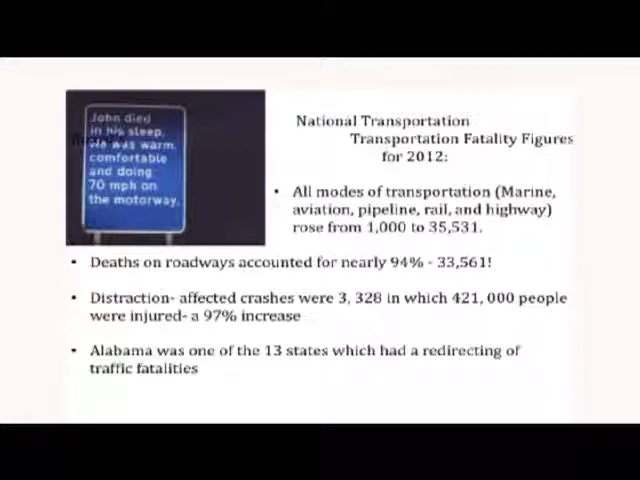 John died
in his sleep.
He was warm,
comfortable
and doing
70 mph on
the motorway.
National Transportation
Transportation Fatality Figures
for 2012:
• All modes of transportation (Marine,
aviation, pipeline, rail, and highway)
rose from 1,000 to 35,531.
• Deaths on roadways accounted for nearly 94% - 33,561!
• Distraction- affected crashes were 3, 328 in which 421, 000 people
were injured- a 97% increase
• Alabama was one of the 13 states which had a redirecting of
traffic fatalities